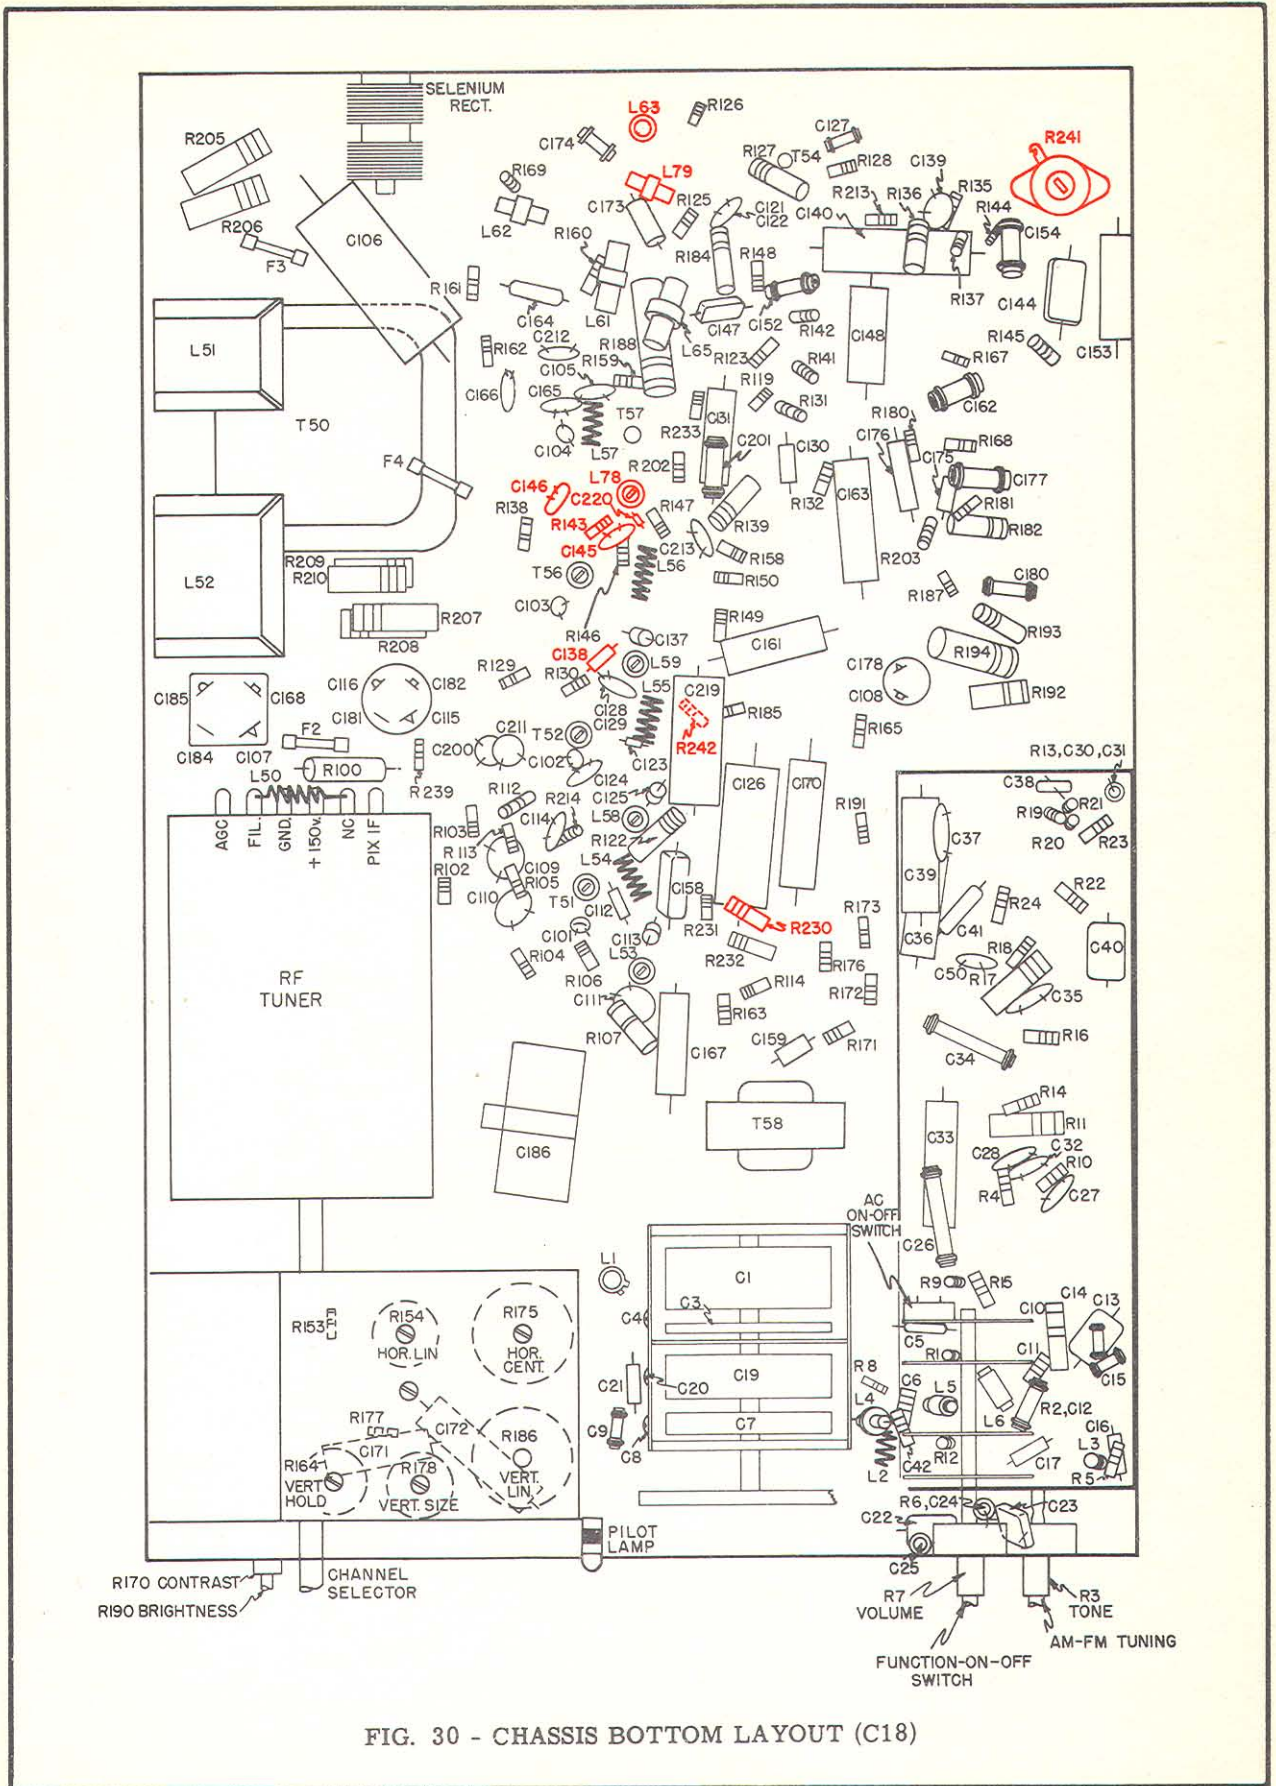 SELENIUM
RECT.
L63
R126
R205
C174
C127
R241
R127
T54
R128
C139
R169
L79
R213
R136
R135
C173
R125
C121
C122
C140
R144
R206
L62
R160
C154
C106
R184
R148
F3
R161
R137
C164
L61
C147
C152
R142
C144
C148
R145
L51
R162
C212
R188
L65
R123
R141
R167
C153
C105
R159
R119
C166
C165
R131
C162
T50
T57
C131
R180
C104
L57
R233
C201
C130
C176
R168
F4
R202
C175
C146
L78
C177
C220
R147
R132
C163
R181
R138
R143
R139
R182
C145
C213
R158
R203
R209
L56
R210
T56
R150
L52
R187
C180
C103
R207
R149
R193
R208
R146
C137
C161
C138
L59
R194
C185
C168
C116
C182
R129
R130
L55
C219
C178
C128
R192
C108
C181
C115
C211
T52
C129
R185
R165
C184
C107
F2
C200
R242
R13, C30, C31
C102
C123
L50
R100
R239
C124
C126
C170
C38
R112
R214
C125
R21
AGC
FIL.
GND.
+150v.
NC
PIX IF
R103
C114
L58
R191
R19
R20
R23
R113
R122
C37
C109
L54
R102
R105
C39
R22
C110
T51
C158
C112
R24
R231
R230
R173
C41
C101
C113
C36
R18
C40
R104
L53
R232
R176
C50
R17
RF
TUNER
R106
R114
R172
C35
C111
R163
R107
C167
C159
R171
C34
R16
R14
T58
C33
R11
C186
C28
C32
R10
AC
ON-OFF
SWITCH
R4
C27
C26
L1
C1
R9
R15
C3
C14
R153
R154
R175
C4
C10
C13
HOR. LIN
HOR.
CENT.
C5
R1
C11
C21
C20
C19
R8
C15
C6
L5
L4
R177
C172
C9
C7
L6
R2, C12
C16
R186
C8
R12
L3
R164
C171
R178
L2
C42
C17
R5
VERT
HOLD
VERT. SIZE
VERT.
LIN.
R6, C24
C23
C22
PILOT
LAMP
C25
R170 CONTRAST
CHANNEL
SELECTOR
R190 BRIGHTNESS
R7
VOLUME
R3
TONE
AM-FM TUNING
FUNCTION-ON-OFF
SWITCH
FIG. 30 - CHASSIS BOTTOM LAYOUT (C18)